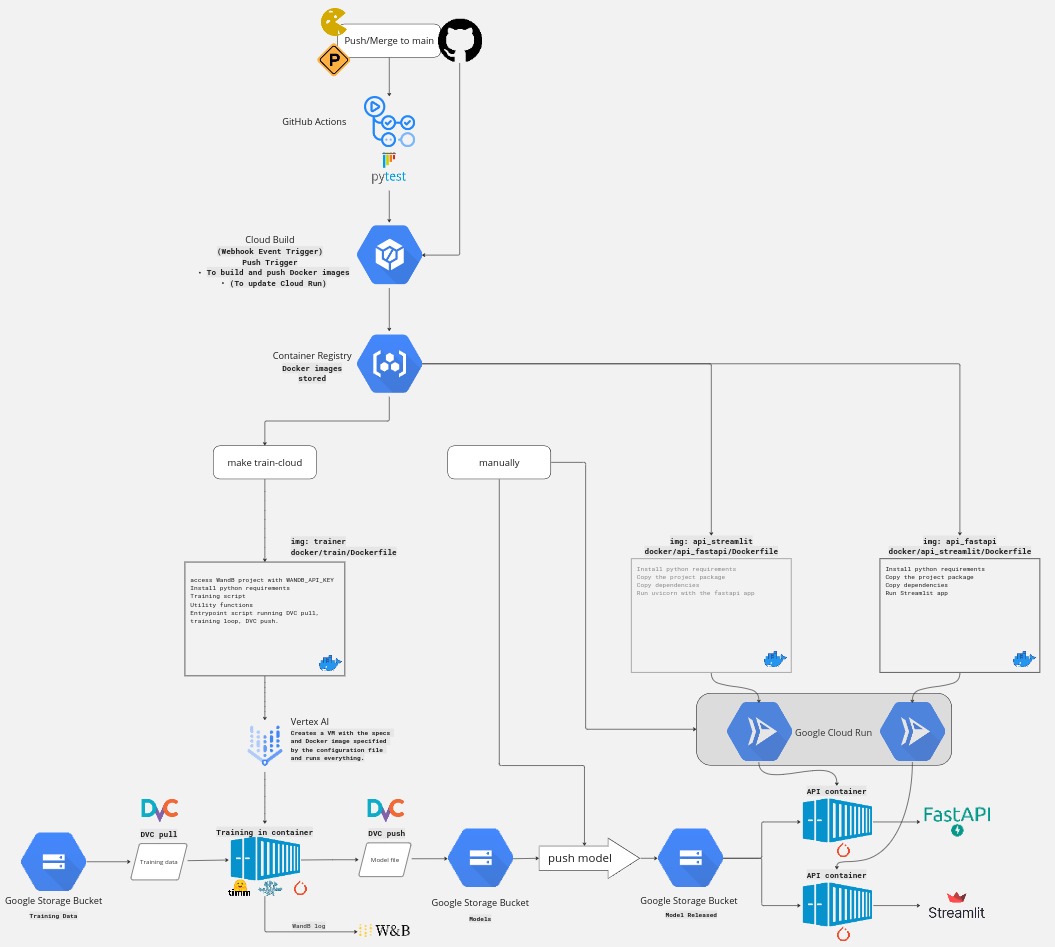 Push/Merge to main
P
GitHub Actions
pytest
Cloud Build
(Webhook Event Trigger)
Push Trigger
· To build and push Docker images
· (To update Cloud Run)
Container Registry
Docker images
stored
make train-cloud
manually
img: trainer
docker/train/Dockerfile
access WandB project with WANDB_API_KEY
Install python requirements
Training script
Utility functions
Entrypoint script running DVC pull,
training loop, DVC push.
img: api_streamlit
docker/api_fastapi/Dockerfile
Install python requirements
Copy the project package
Copy dependencies
Run uvicorn with the fastapi app
img: api_fastapi
docker/api_streamlit/Dockerfile
Install python requirements
Copy the project package
Copy dependencies
Run Streamlit app
Vertex AI
Creates a VM with the specs
and Docker image specified
by the configuration file
and runs everything.
Google Cloud Run
DVC
DVC pull
Training data
Training in container
timm
DVC
DVC push
Model file
push model
API container
FastAPI
API container
Streamlit
Google Storage Bucket
Training Data
Google Storage Bucket
Models
Google Storage Bucket
Model Released
WandB log
W&B